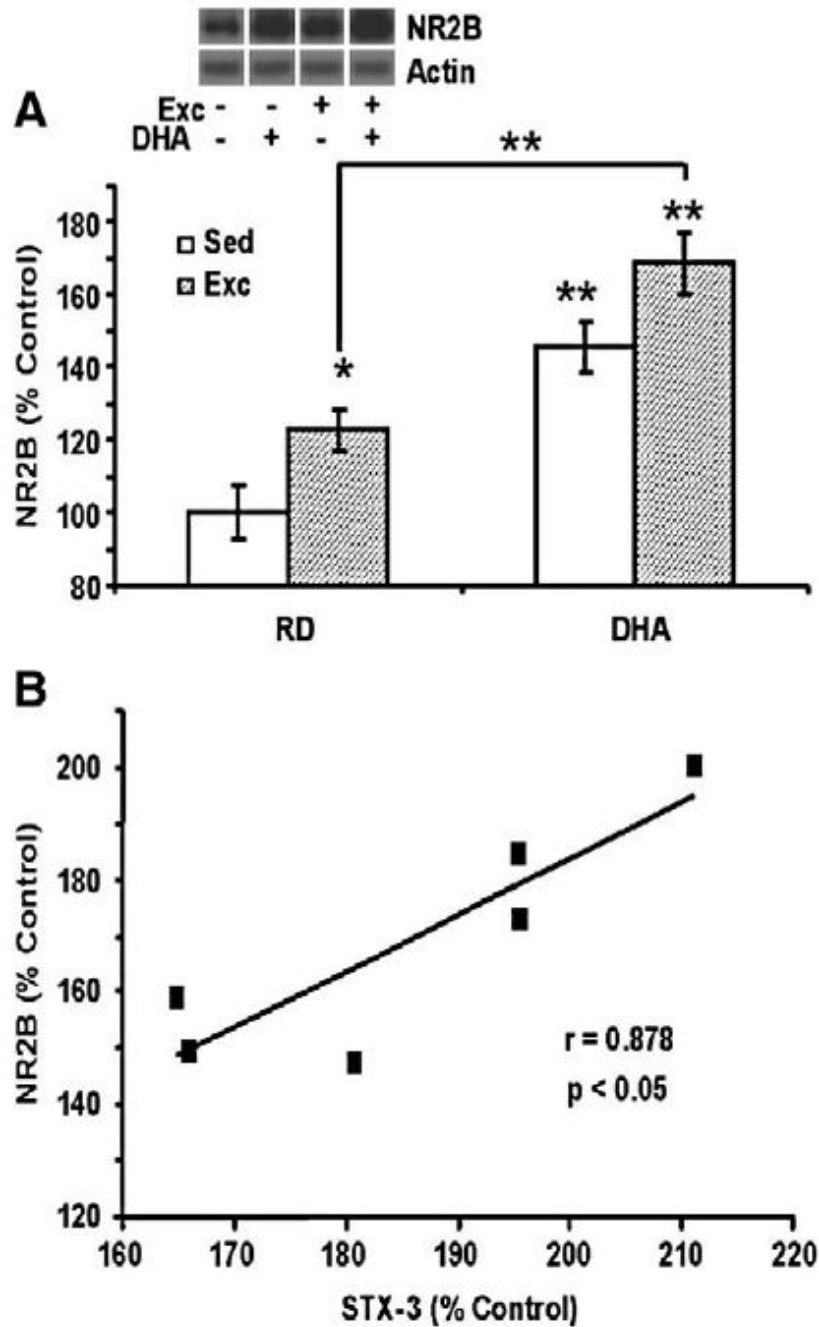 NR2B
Actin
A
Exc - - + +
DHA - + - +
**
NR2B (% Control)
180
160
140
120
100
80
Sed
Exc
*
**
**
RD
DHA
B
NR2B (% Control)
200
180
160
140
120
r = 0.878
p < 0.05
160 170 180 190 200 210 220
STX-3 (% Control)